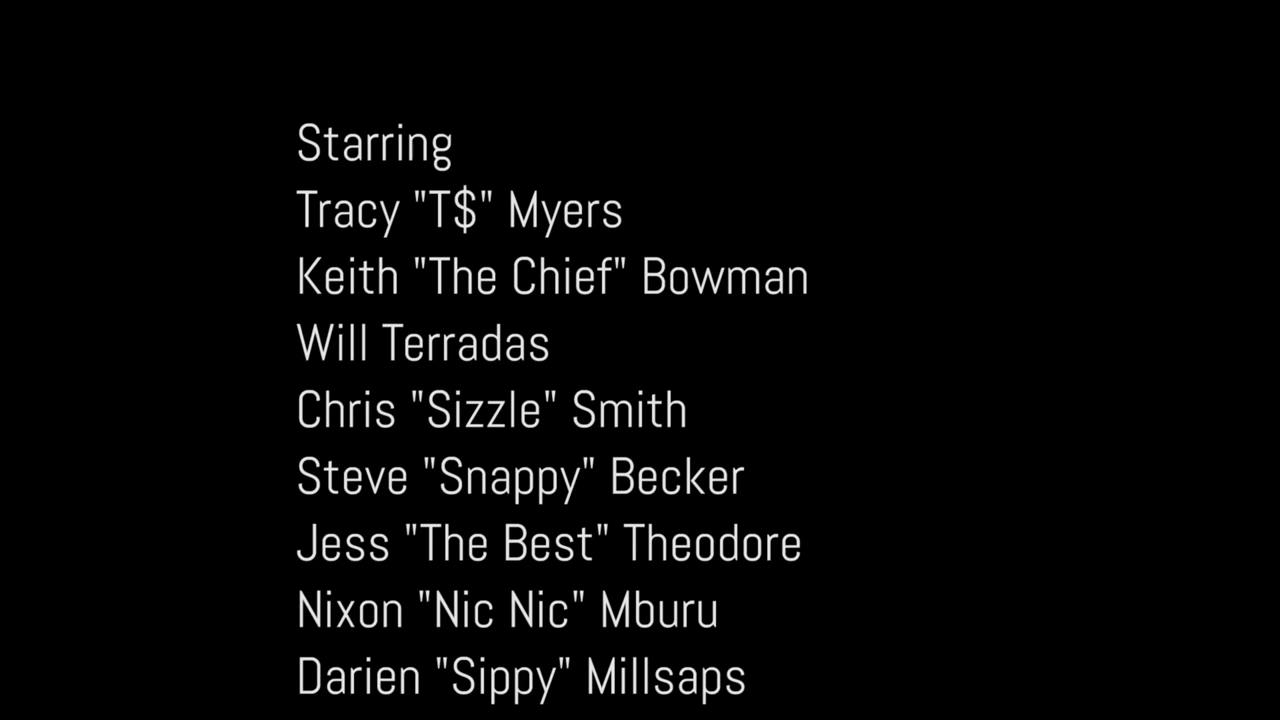 Starring
Tracy "T$" Myers
Keith "The Chief" Bowman
Will Terradas
Chris "Sizzle" Smith
Steve "Snappy" Becker
Jess "The Best" Theodore
Nixon "Nic Nic" Mburu
Darien "Sippy" Millsaps